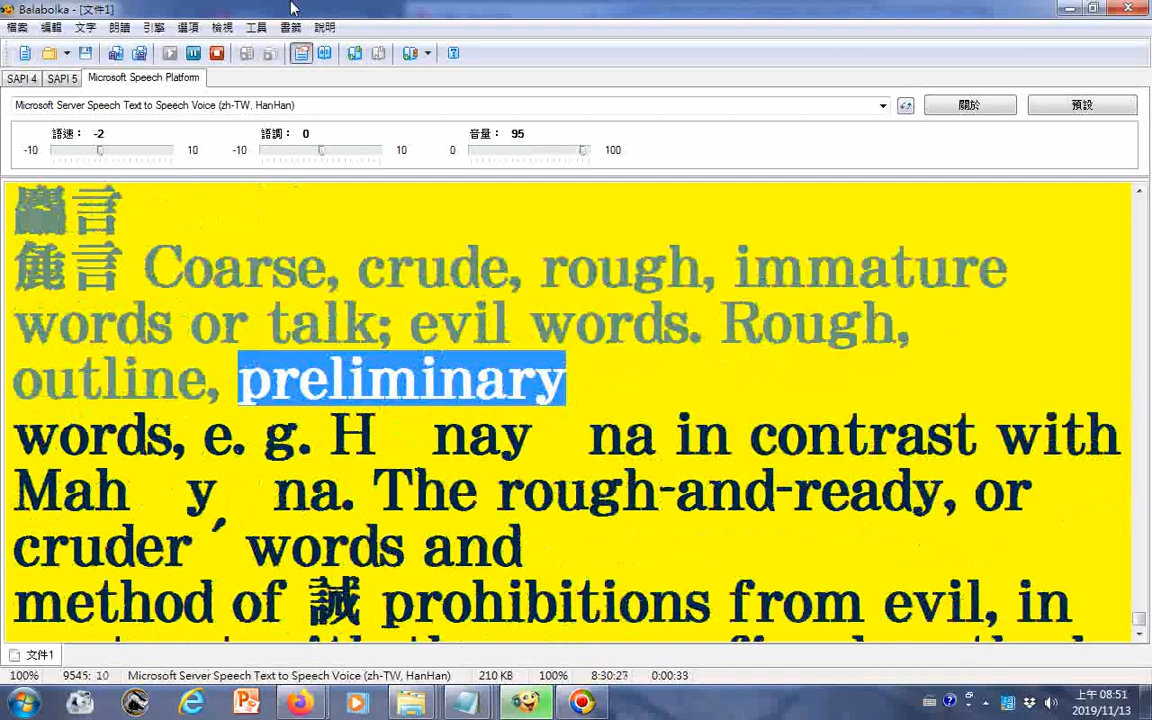 Balabolka - [文件1]
檔案 編輯 文字 朗讀 引擎 選項 檢視 工具 書籤 說明
SAPI 4 SAPI 5 Microsoft Speech Platform
Microsoft Server Speech Text to Speech Voice (zh-TW, HanHan) 關於 預設
語速： -2 語調： 0 音量： 95
-10 10 -10 10 0 100
麤言
麁言 Coarse, crude, rough, immature
words or talk; evil words. Rough,
outline, preliminary
words, e. g. H nay na in contrast with
Mah y na. The rough-and-ready, or
cruder ˊ words and
method of 誡 prohibitions from evil, in
文件1
100% 9545: 10 Microsoft Server Speech Text to Speech Voice (zh-TW, HanHan) 210 KB 100% 8:30:27 0:00:33
上午 08:51
2019/11/13